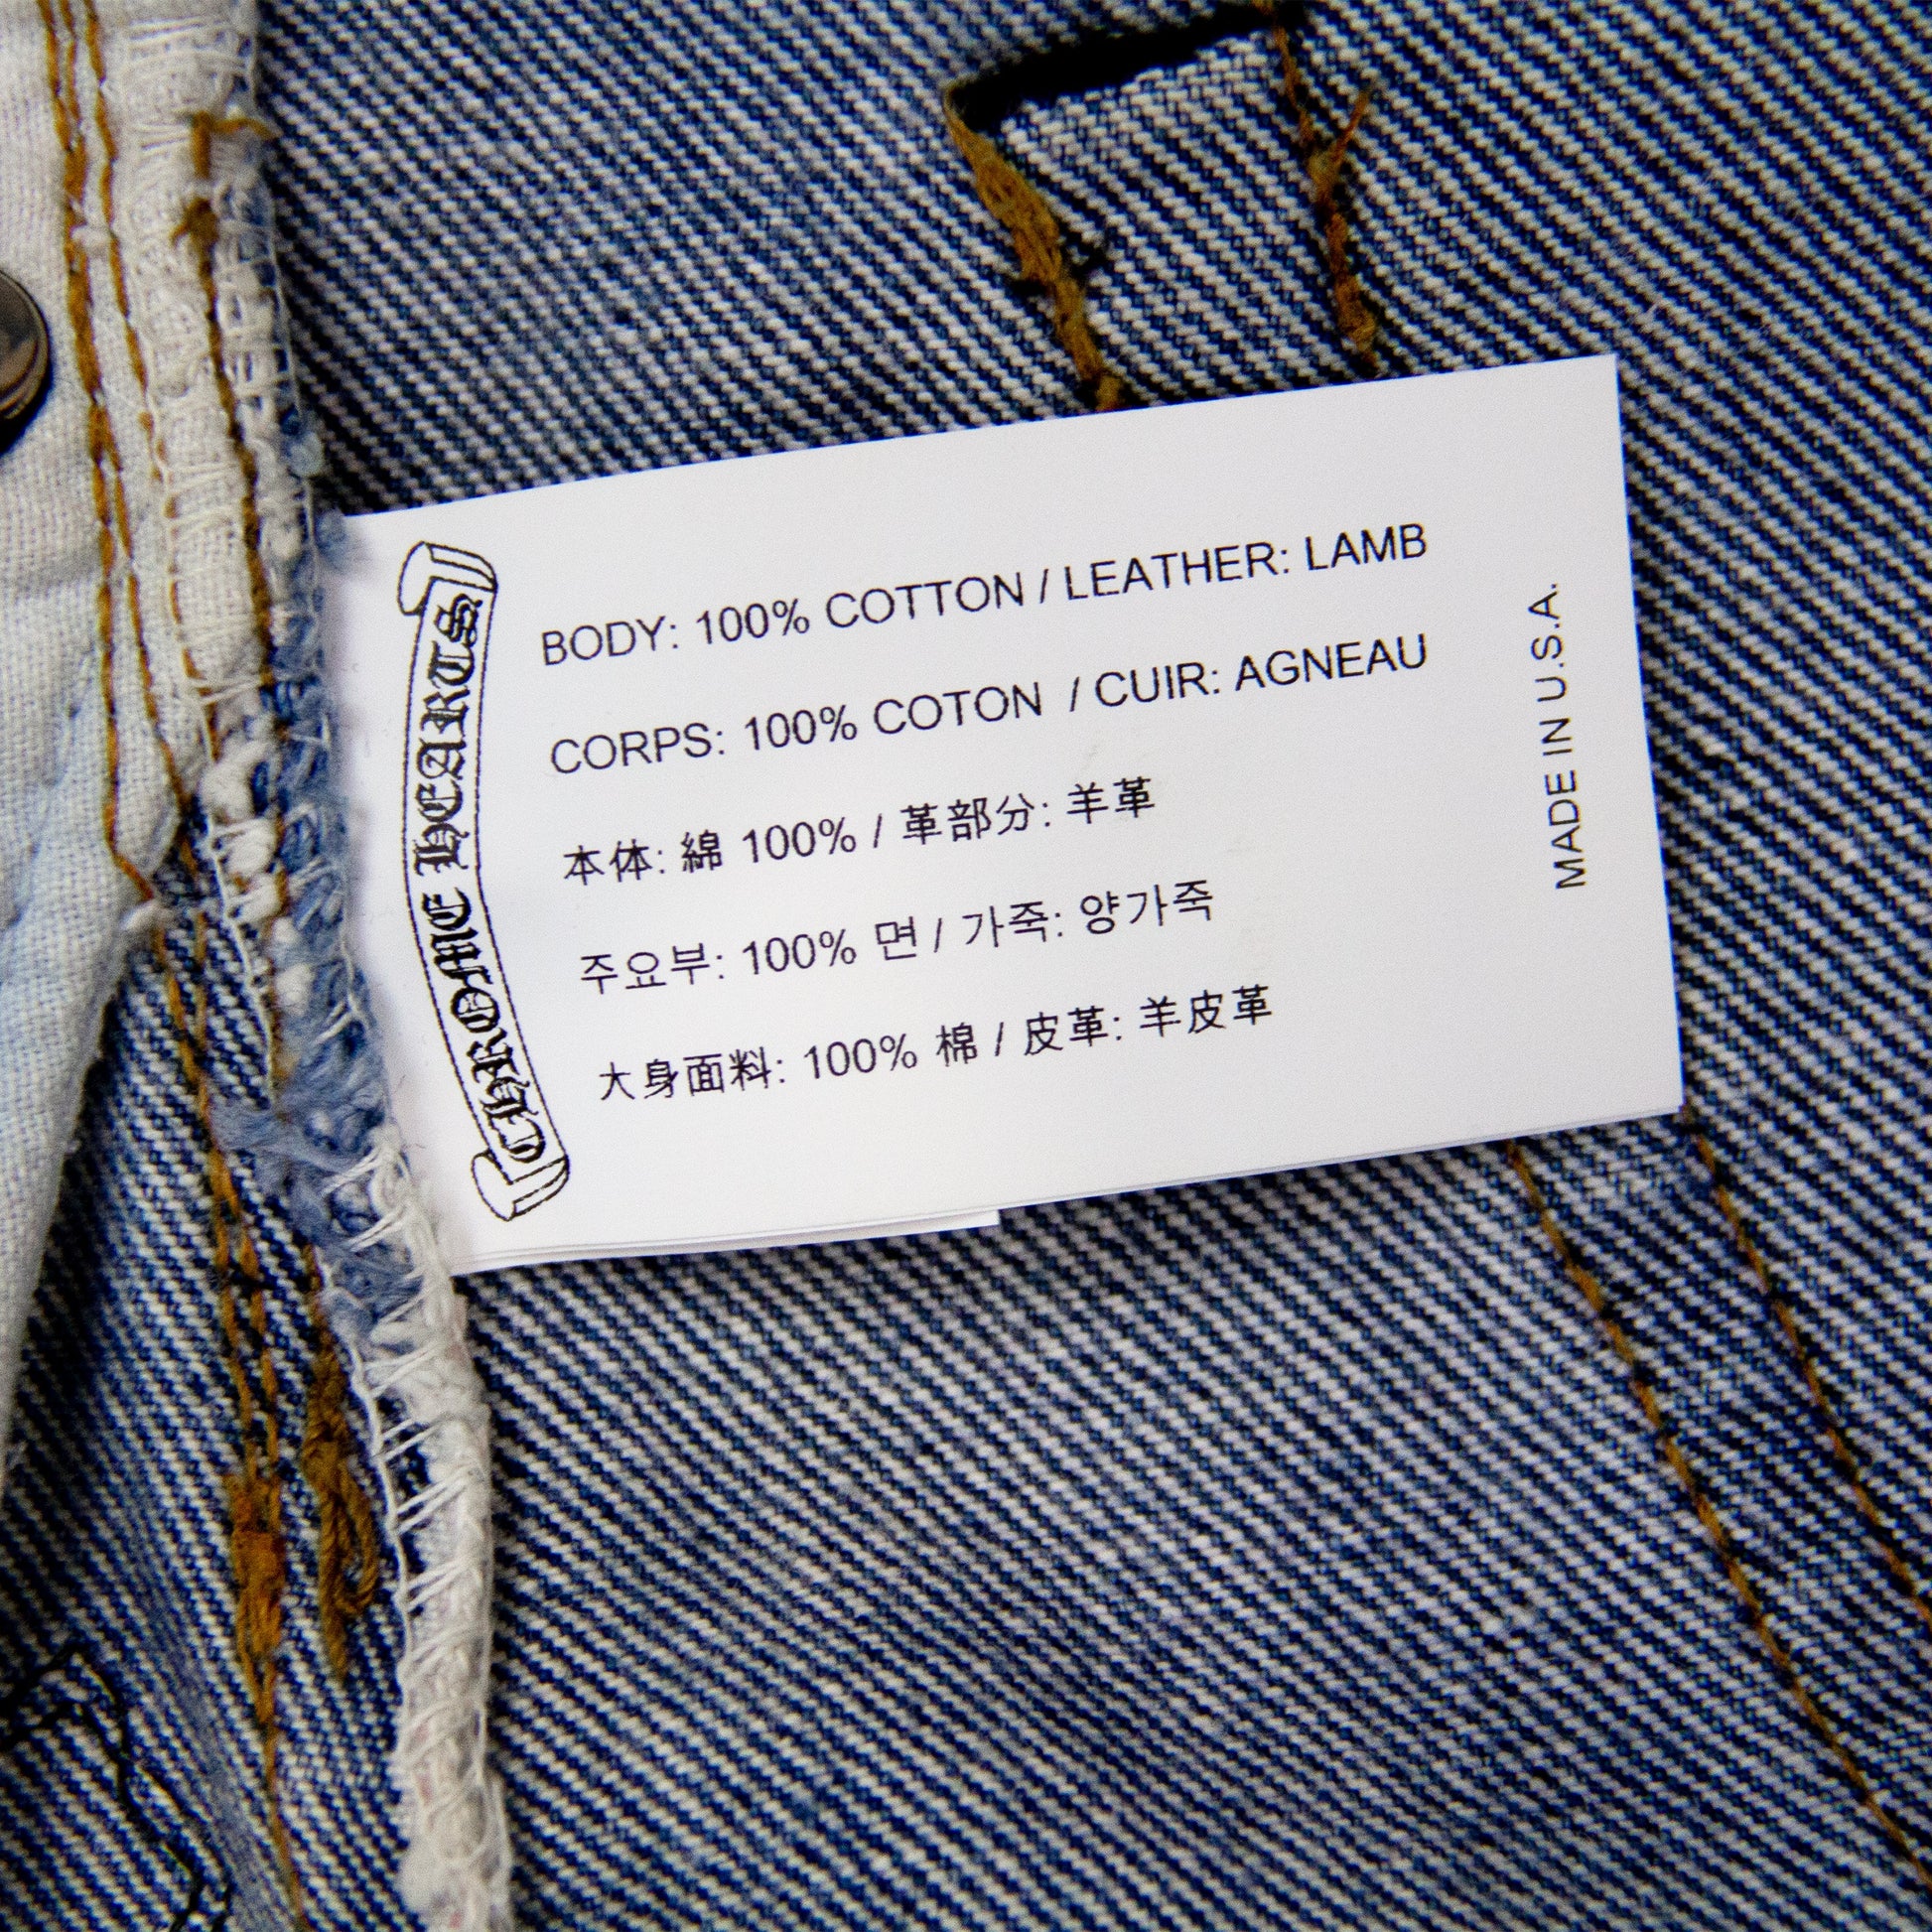 CHROME HEARTS
BODY: 100% COTTON / LEATHER: LAMB
CORPS: 100% COTON / CUIR: AGNEAU
本体: 綿 100% / 革部分: 羊革
주요부: 100% 면 / 가죽: 양가죽
大身面料: 100% 棉 / 皮革: 羊皮革
MADE IN U.S.A.